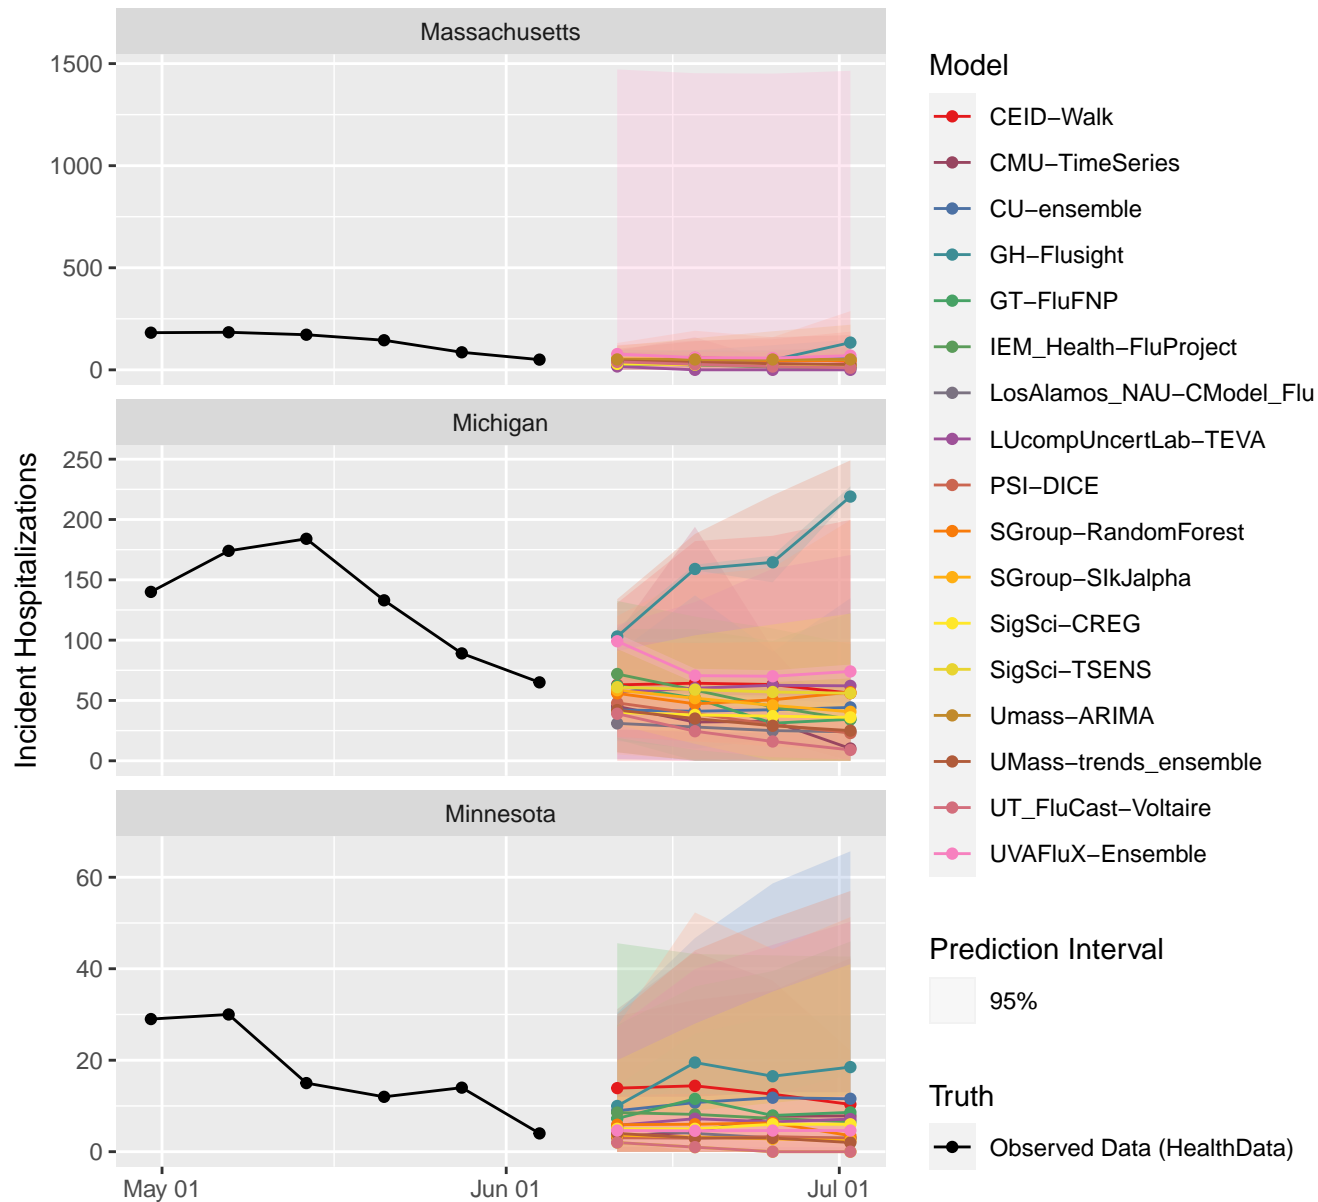 Massachusetts
1500
1000
500
0
Michigan
250
200
150
100
50
0
Minnesota
60
40
20
0
May 01
Jun 01
Jul 01
Incident Hospitalizations
Model
CEID−Walk
CMU−TimeSeries
CU−ensemble
GH−Flusight
GT−FluFNP
IEM_Health−FluProject
LosAlamos_NAU−CModel_Flu
LUcompUncertLab−TEVA
PSI−DICE
SGroup−RandomForest
SGroup−SIkJalpha
SigSci−CREG
SigSci−TSENS
Umass−ARIMA
UMass−trends_ensemble
UT_FluCast−Voltaire
UVAFluX−Ensemble
Prediction Interval
95%
Truth
Observed Data (HealthData)